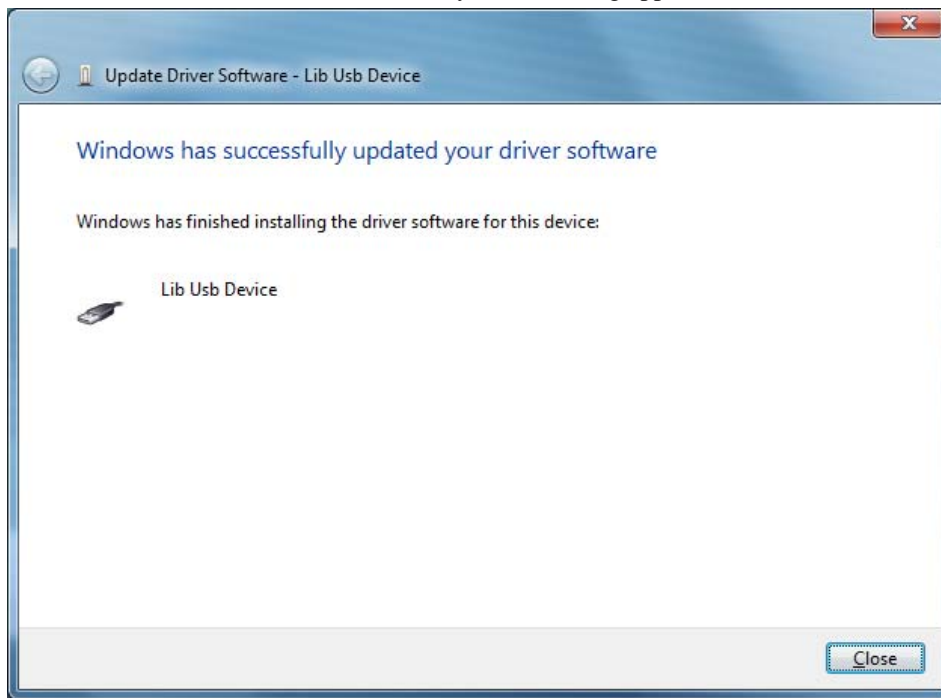 Update Driver Software - Lib Usb Device
Windows has successfully updated your driver software
Windows has finished installing the driver software for this device:
Lib Usb Device
Close